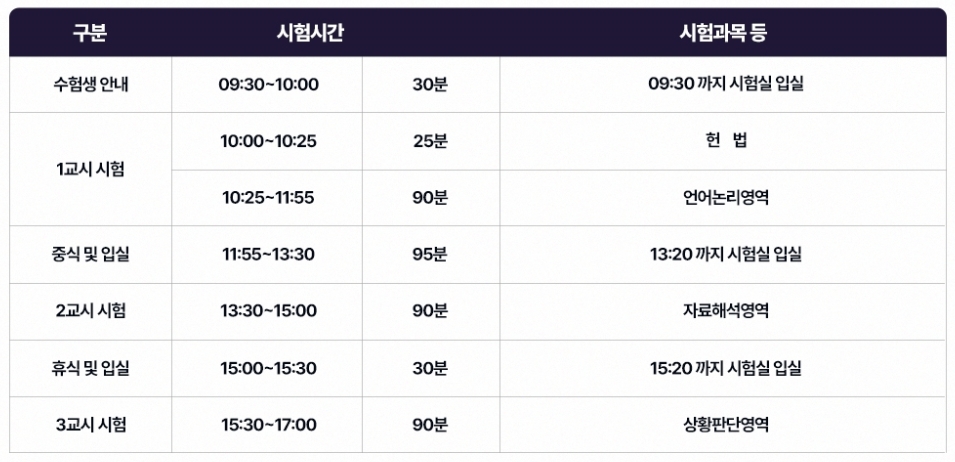 구분 시험시간 시험과목 등
수험생 안내 09:30~10:00 30분 09:30 까지 시험실 입실
1교시 시험 10:00~10:25 25분 헌 법
10:25~11:55 90분 언어논리영역
중식 및 입실 11:55~13:30 95분 13:20 까지 시험실 입실
2교시 시험 13:30~15:00 90분 자료해석영역
휴식 및 입실 15:00~15:30 30분 15:20 까지 시험실 입실
3교시 시험 15:30~17:00 90분 상황판단영역